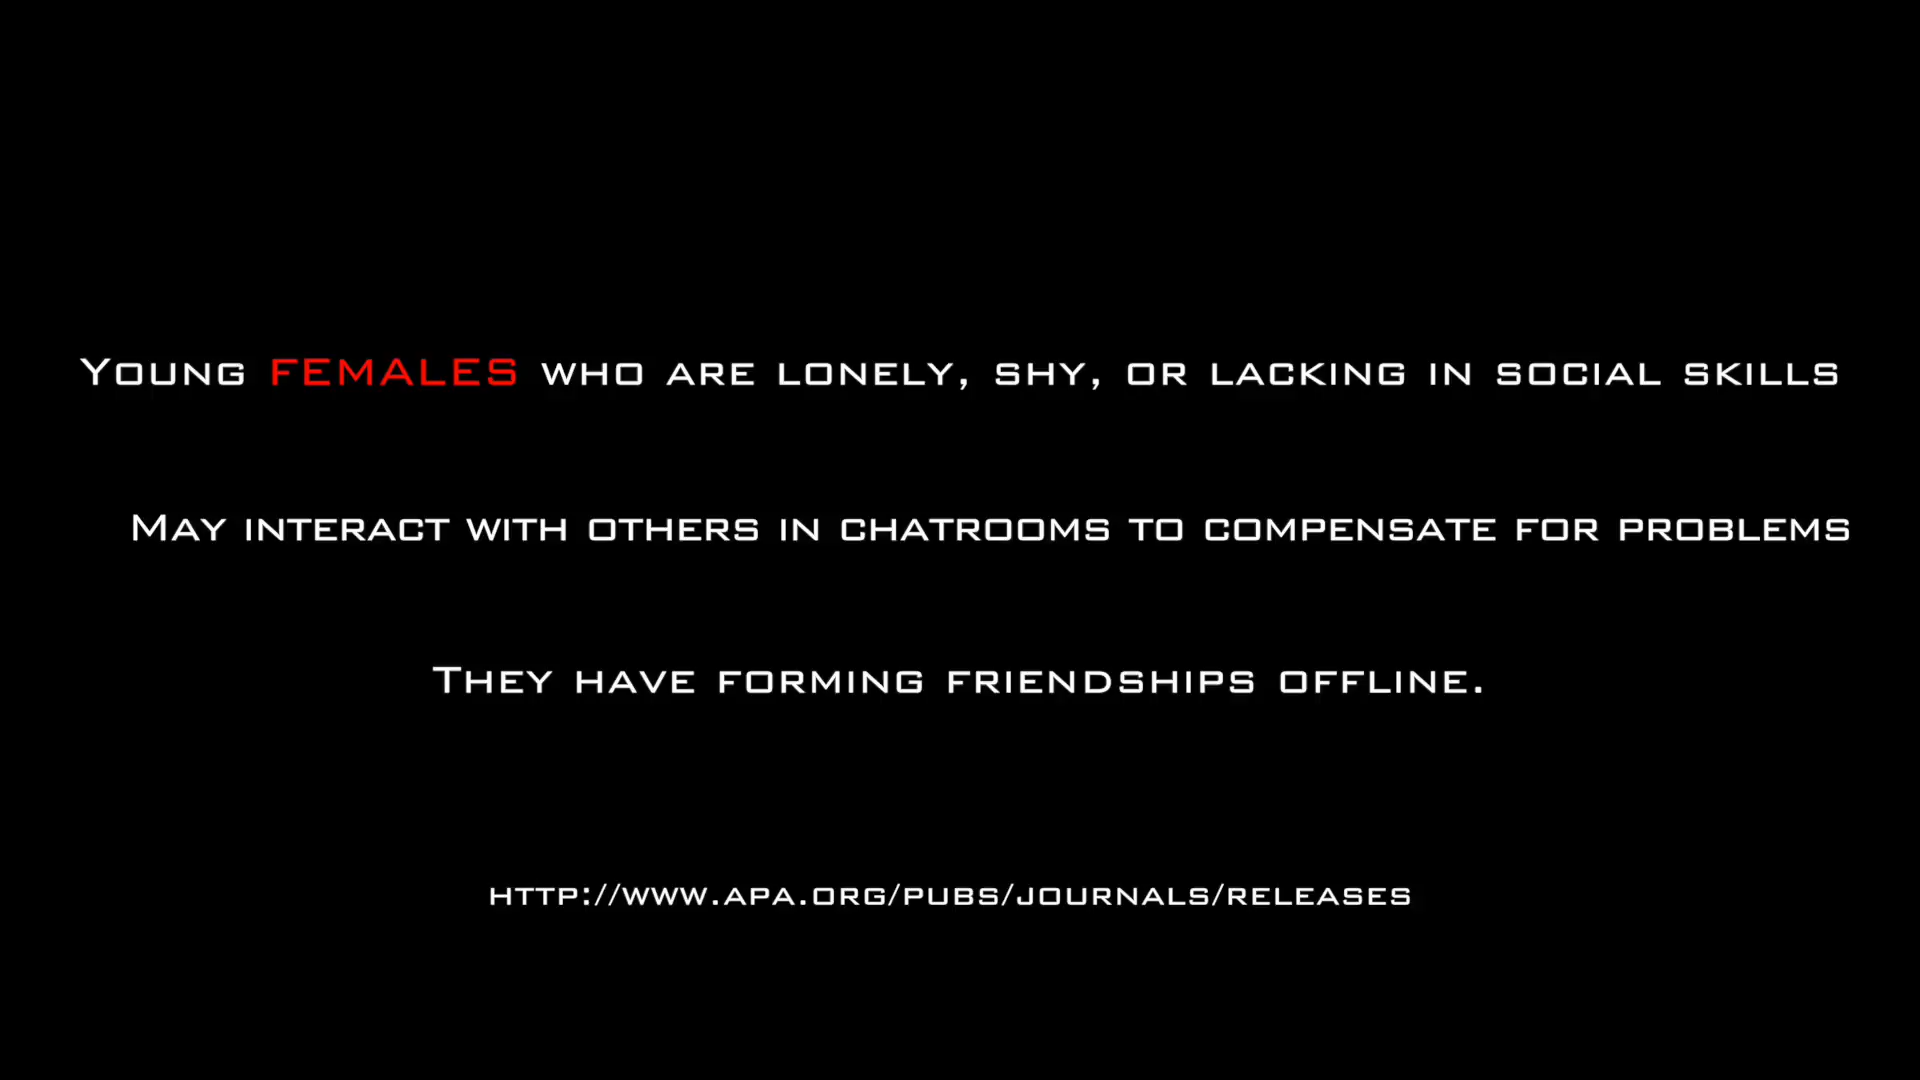 Young FEMALES who are lonely, shy, or lacking in social skills
May interact with others in chatrooms to compensate for problems
They have forming friendships offline.
http://www.apa.org/pubs/journals/releases